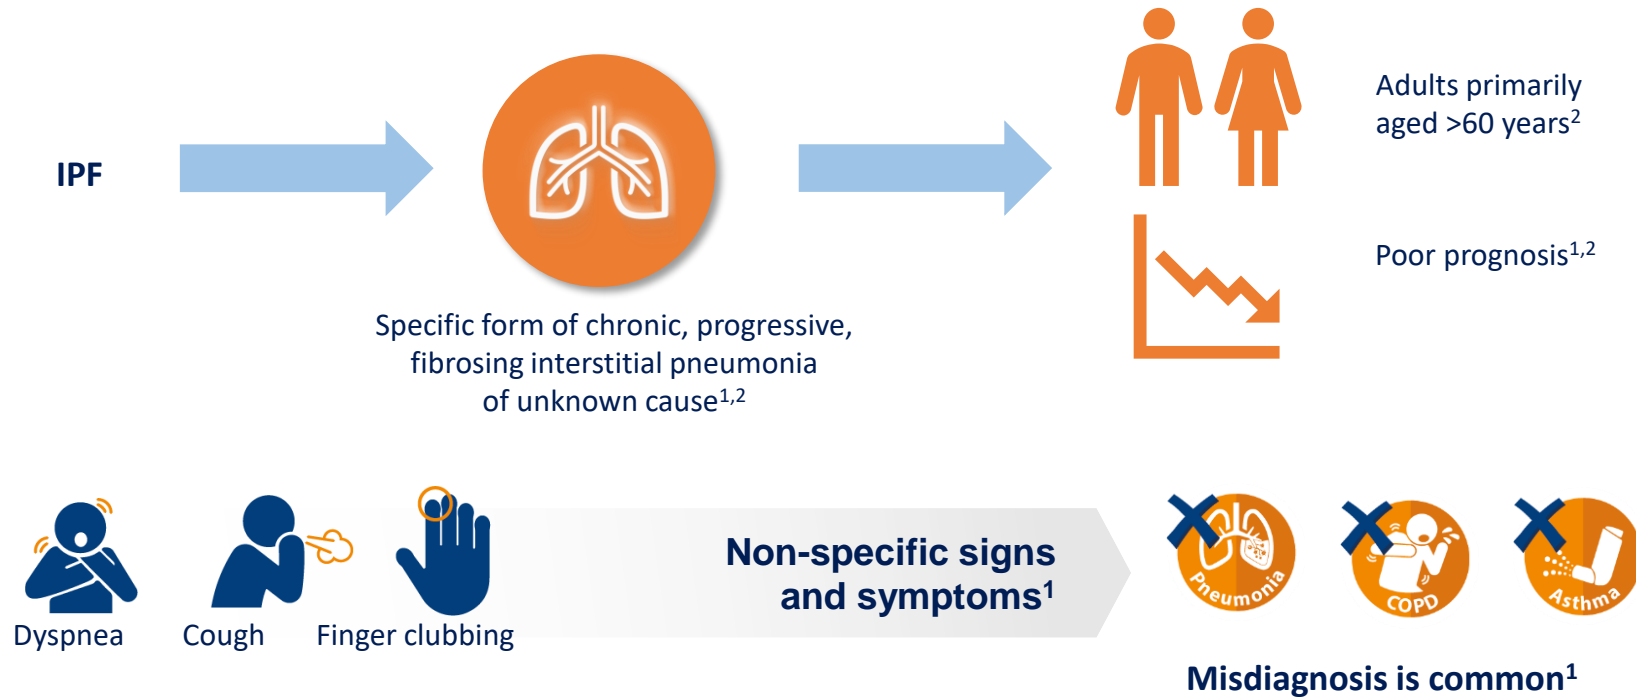 IPF
Specific form of chronic, progressive,
fibrosing interstitial pneumonia
of unknown cause1,2
Adults primarily
aged >60 years2
Poor prognosis1,2
Dyspnea
Cough
Finger clubbing
Non-specific signs
and symptoms1
Pneumonia
COPD
Asthma
Misdiagnosis is common1